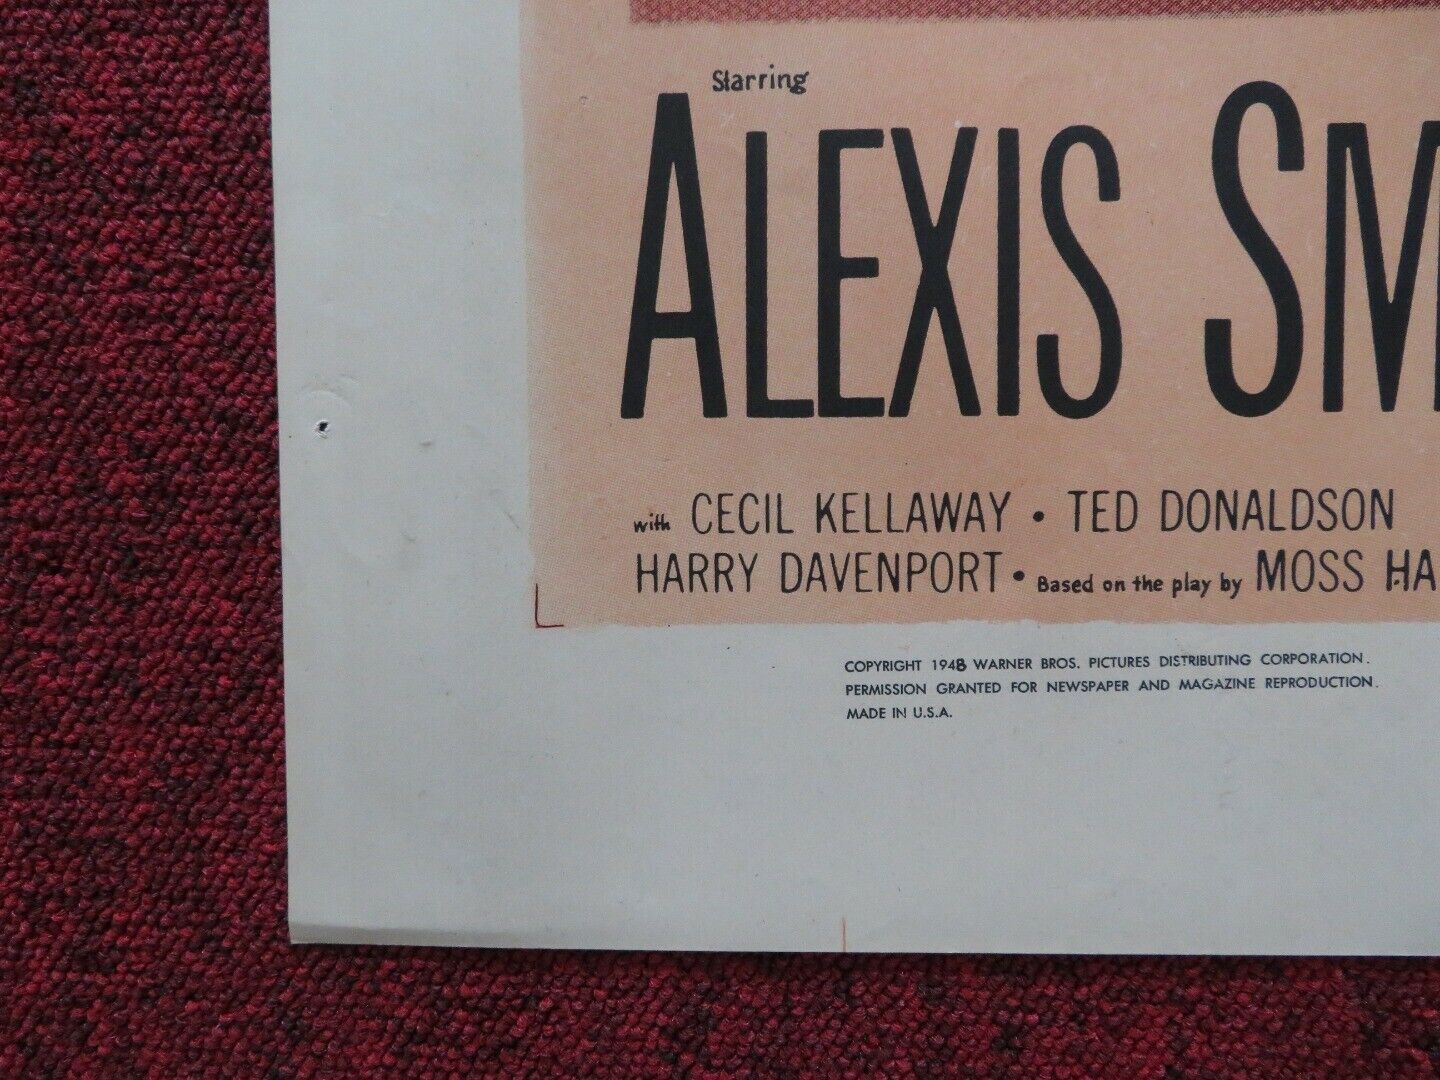 Starring
ALEXIS SM
with CECIL KELLAWAY • TED DONALDSON
HARRY DAVENPORT • Based on the play by MOSS HA
COPYRIGHT 1948 WARNER BROS. PICTURES DISTRIBUTING CORPORATION.
PERMISSION GRANTED FOR NEWSPAPER AND MAGAZINE REPRODUCTION.
MADE IN U.S.A.